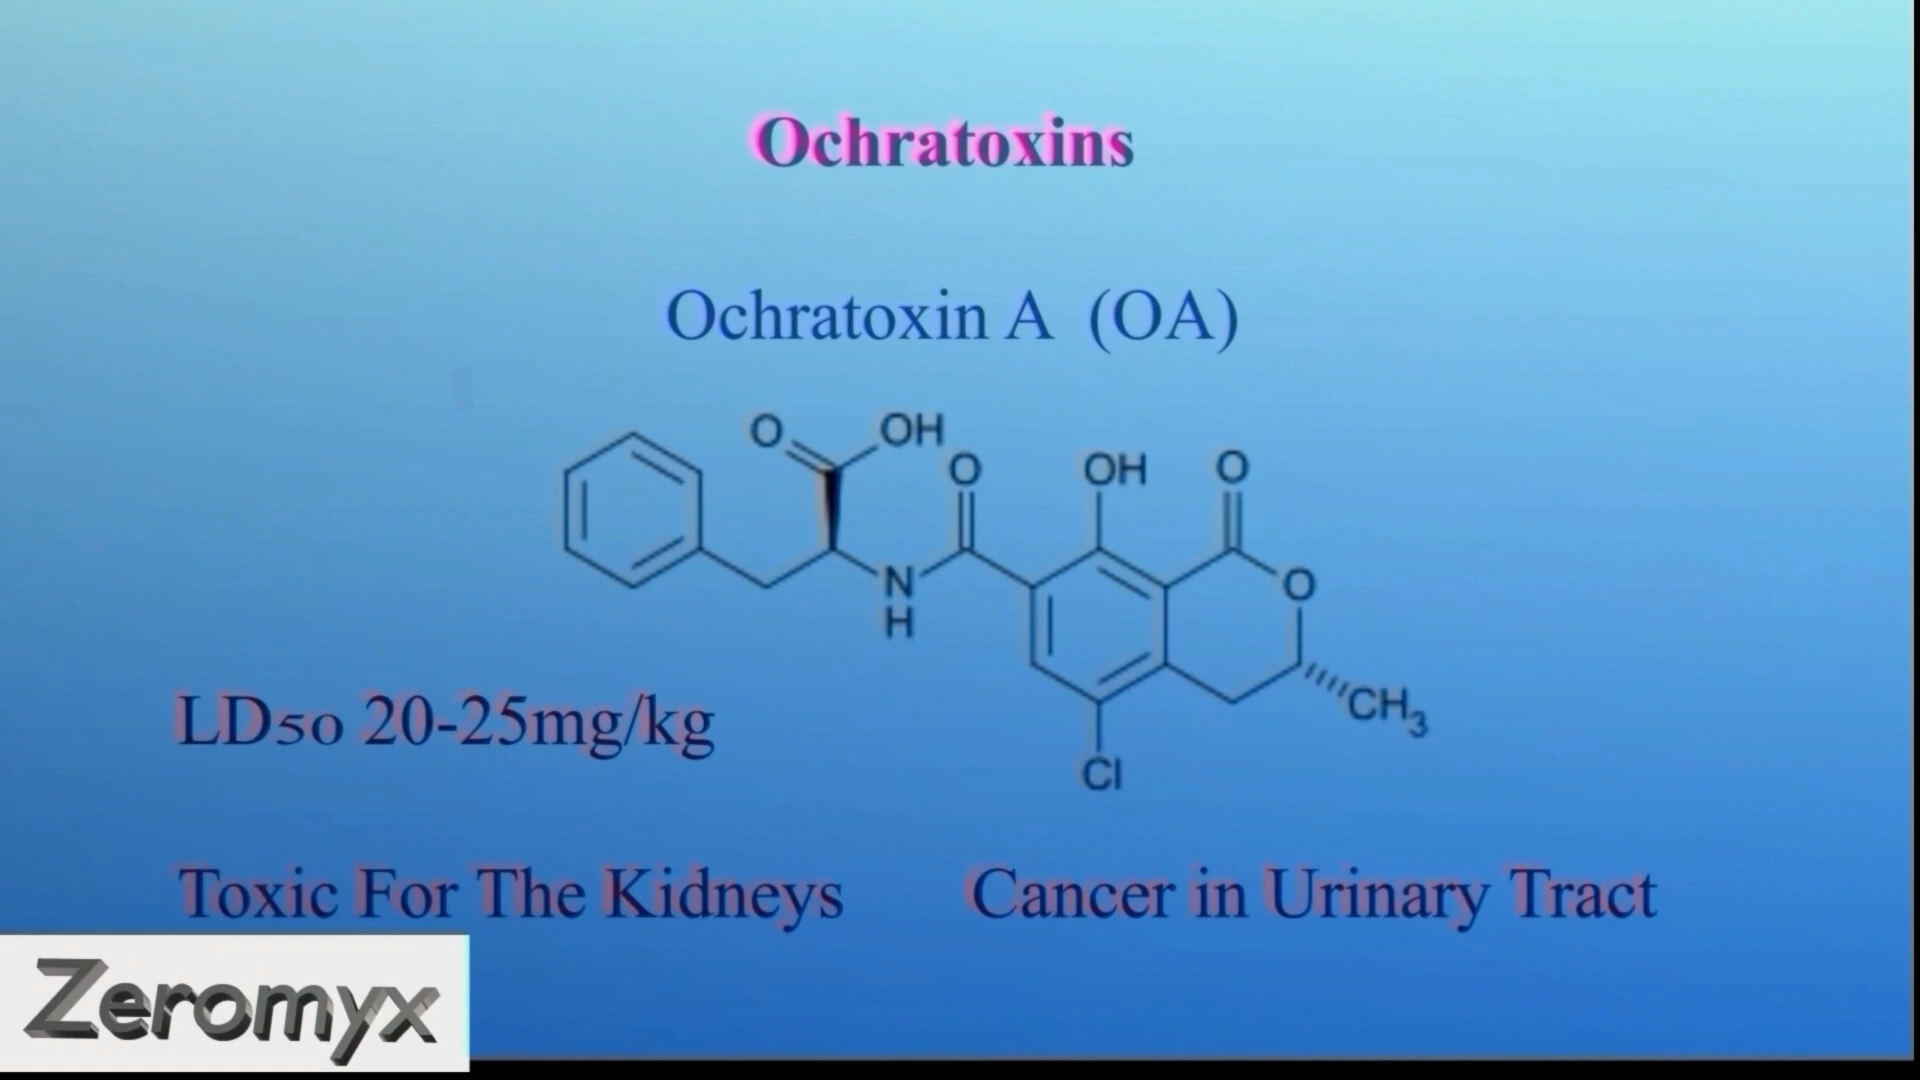 Ochratoxins
Ochratoxin A (OA)
O
OH
O
OH
O
N
H
O
CH3
Cl
LD50 20-25mg/kg
Toxic For The Kidneys
Cancer in Urinary Tract
Zeromyx